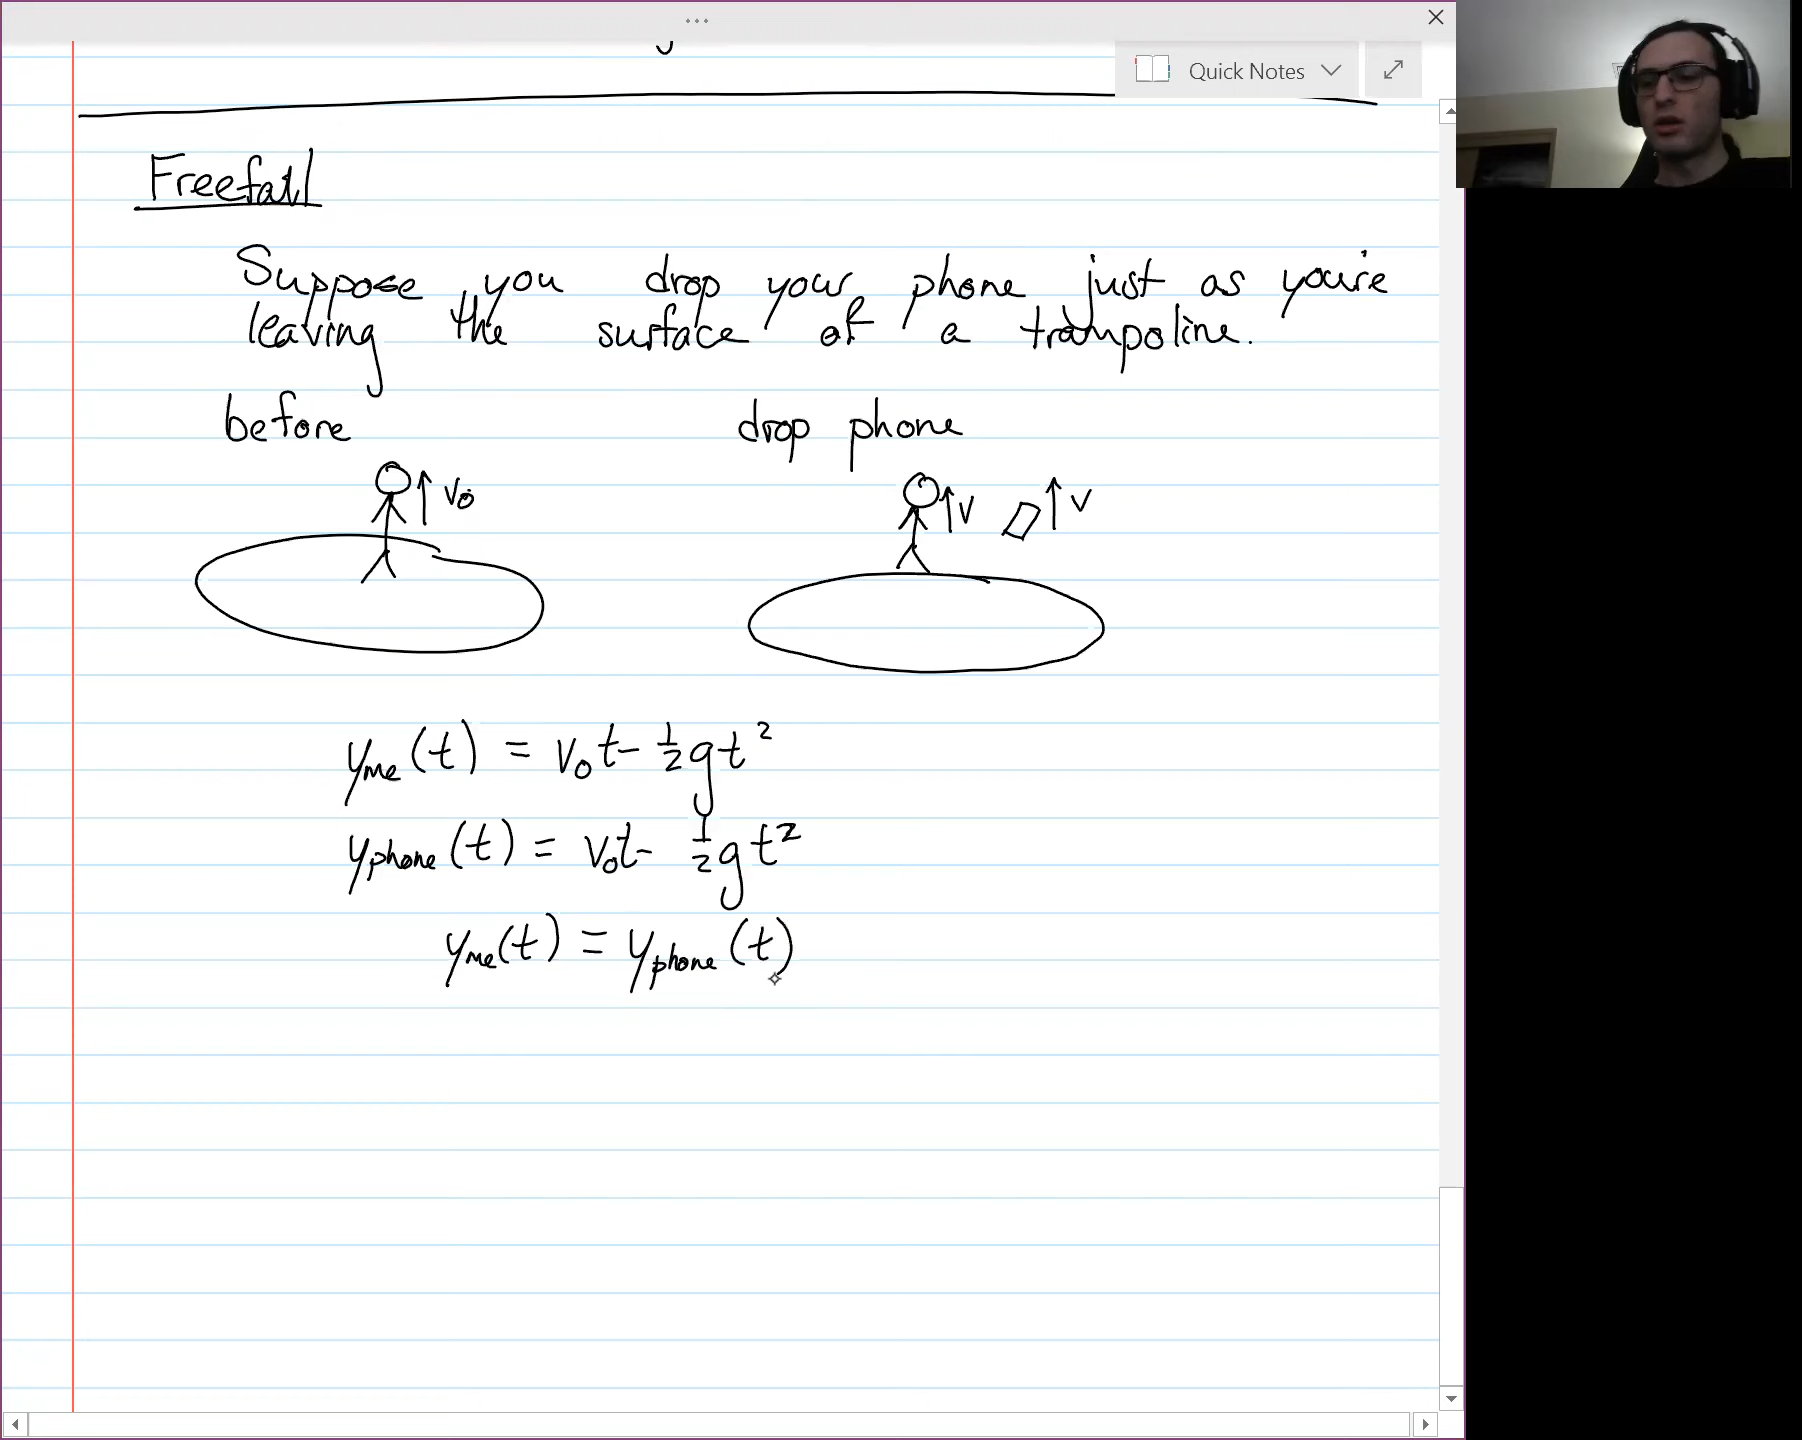 Quick Notes
Freefall
Suppose you drop your phone just as you're
leaving the surface of a trampoline.
before drop phone
v₀ v v
y_me(t) = v₀t - ½gt²
y_phone(t) = v₀t - ½gt²
y_me(t) = y_phone(t)